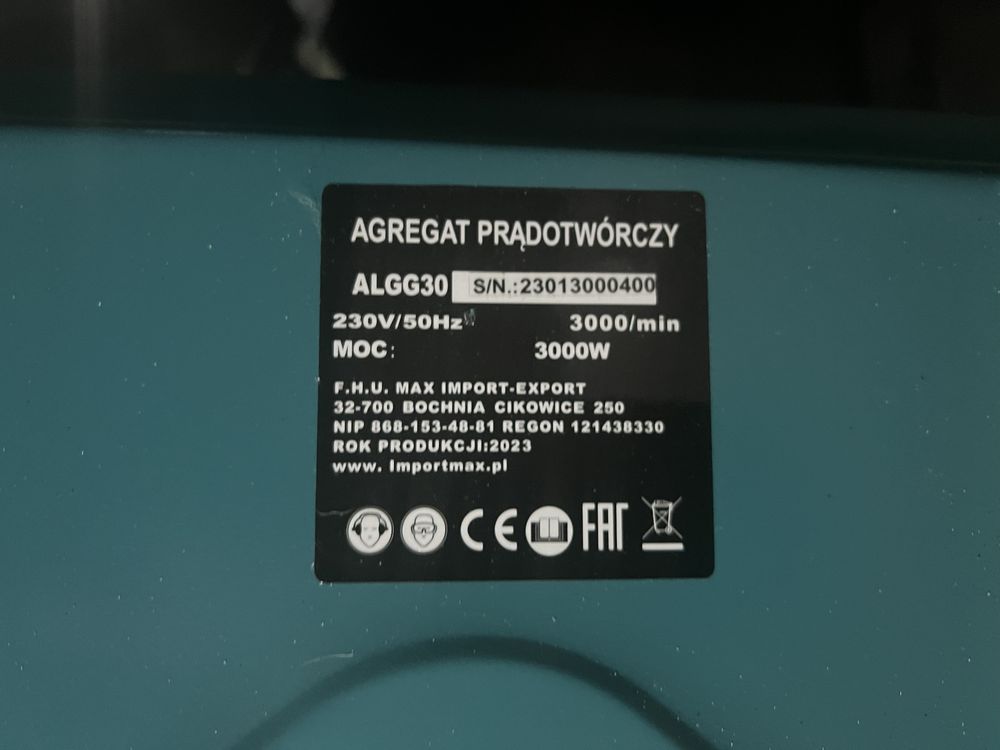 AGREGAT PRĄDOTWÓRCZY
ALGG30 S/N.:23013000400
230V/50Hz 3000/min
MOC: 3000W
F.H.U. MAX IMPORT-EXPORT
32-700 BOCHNIA CIKOWICE 250
NIP 868-153-48-81 REGON 121438330
ROK PRODUKCJI:2023
www. Importmax.pl
CE EAC